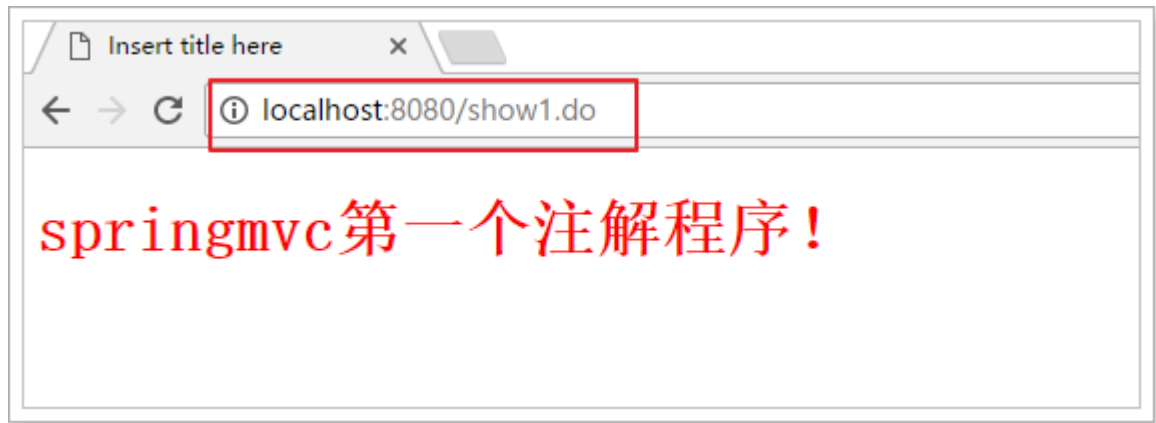 Insert title here
localhost:8080/show1.do
springmvc第一个注解程序！